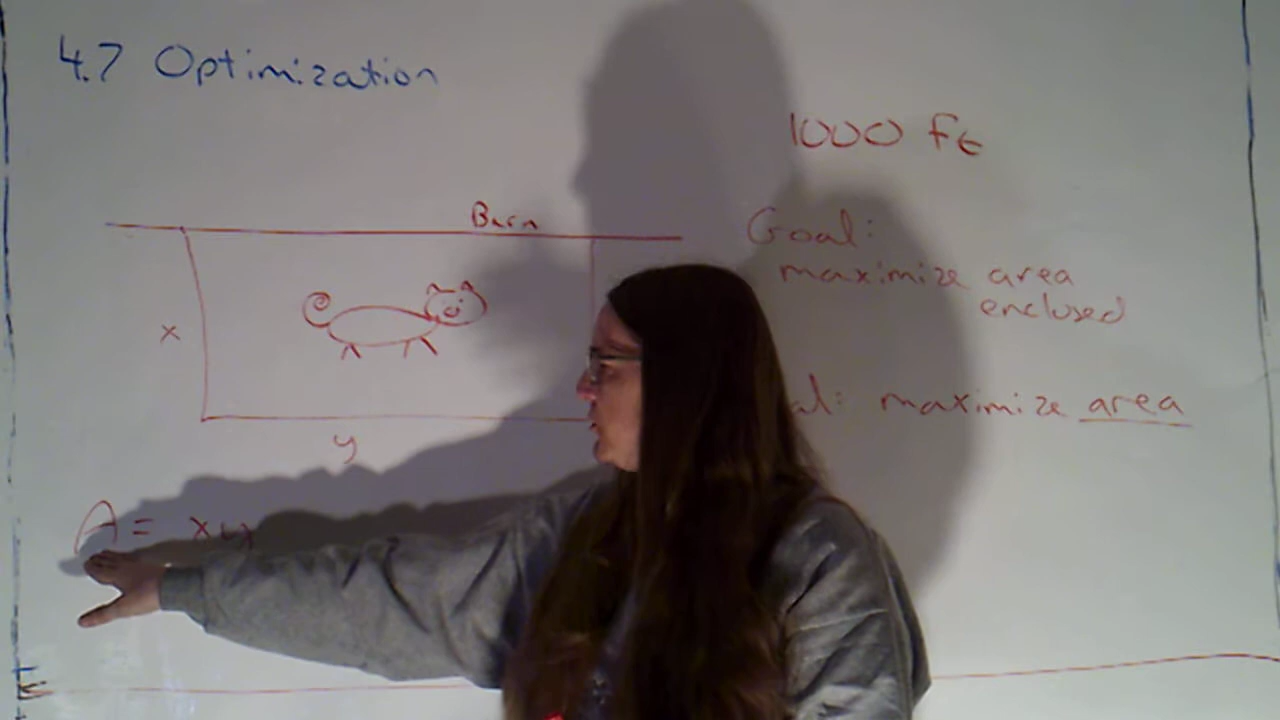 4.7 Optimization
1000 ft
Barn
Goal:
maximize area
enclosed
x
al: maximize area
y
A = xy